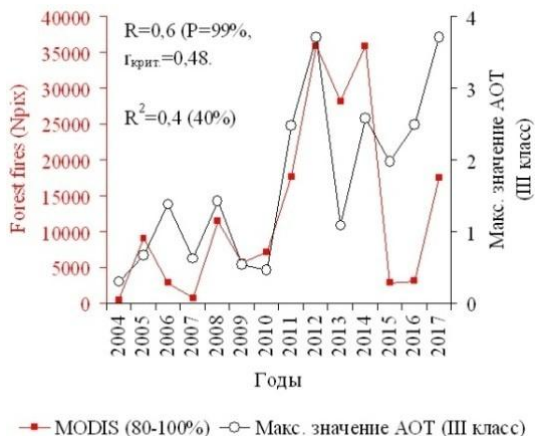 R=0,6 (P=99%,
rкрит.=0,48.
R²=0,4 (40%)
Forest fires (Npix)
40000
35000
30000
25000
20000
15000
10000
5000
0
4
3
2
1
0
Макс. значение АОТ
(III класс)
2004 2005 2006 2007 2008 2009 2010 2011 2012 2013 2014 2015 2016 2017
Годы
MODIS (80-100%) Макс. значение АОТ (III класс)